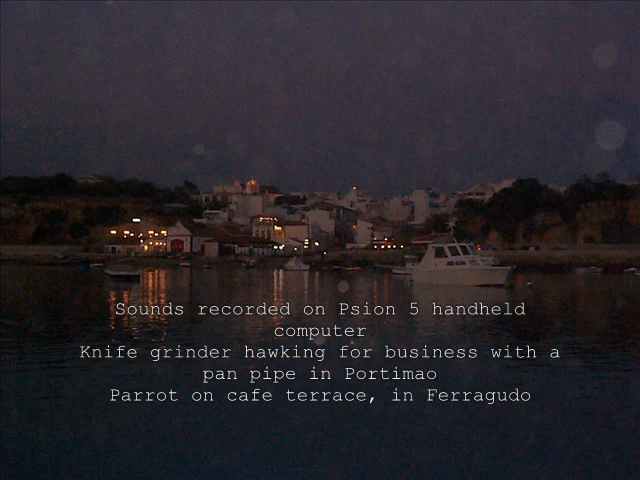 Sounds recorded on Psion 5 handheld
computer
Knife grinder hawking for business with a
pan pipe in Portimao
Parrot on cafe terrace, in Ferragudo